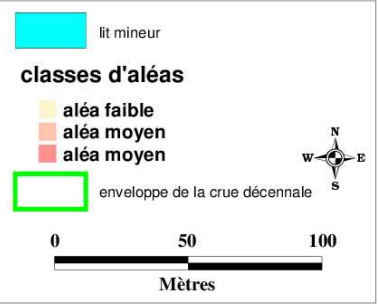 lit mineur
classes d'aléas
aléa faible
aléa moyen
aléa moyen
N
W E
S
enveloppe de la crue décennale
0 50 100
Mètres